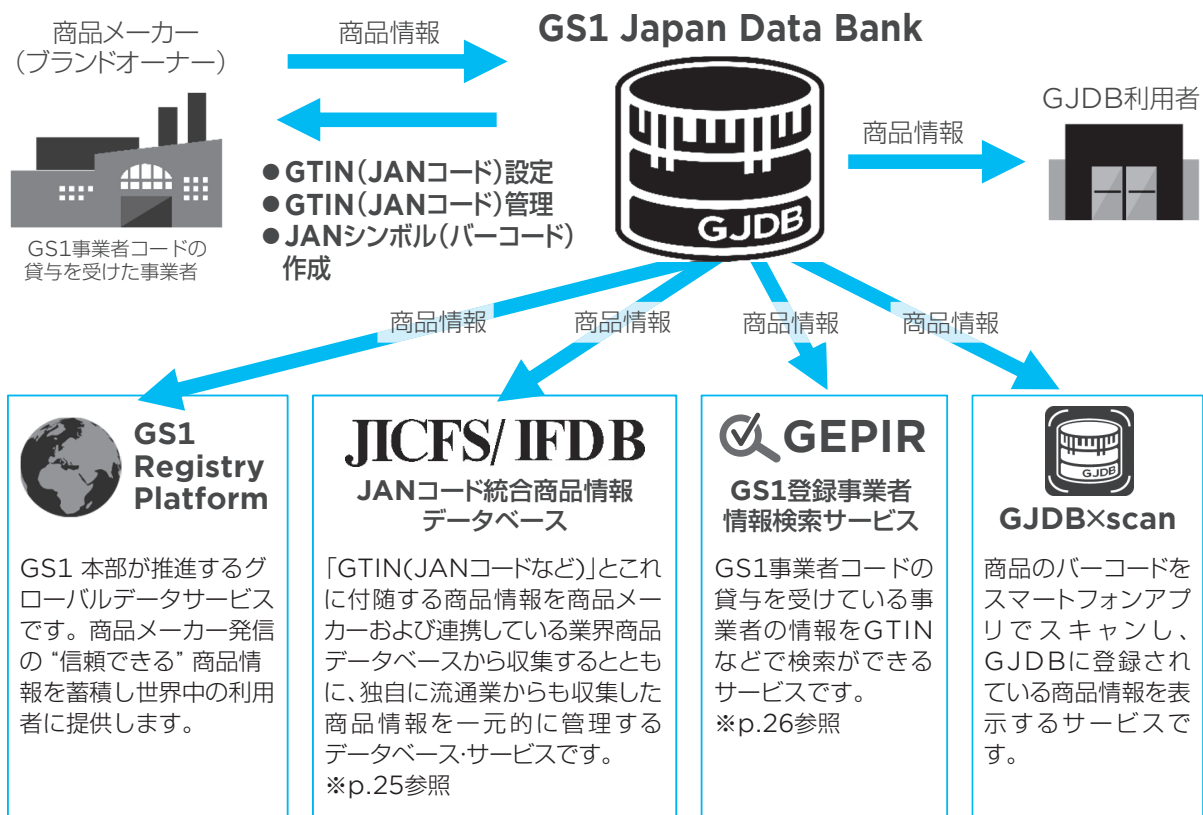 商品メーカー
（ブランドオーナー）
商品情報
GS1 Japan Data Bank
GJDB利用者
商品情報
GJDB
●GTIN（JANコード）設定
●GTIN（JANコード）管理
●JANシンボル（バーコード）
作成
GS1事業者コードの
貸与を受けた事業者
商品情報
商品情報
商品情報
商品情報
GS1
Registry
Platform
GS1 本部が推進するグ
ローバルデータサービス
です。商品メーカー発信
の “信頼できる” 商品情
報を蓄積し世界中の利用
者に提供します。
JICFS/IFDB
JANコード統合商品情報
データベース
「GTIN(JANコードなど)」とこれ
に付随する商品情報を商品メー
カーおよび連携している業界商品
データベースから収集するととも
に、独自に流通業からも収集した
商品情報を一元的に管理する
データベース・サービスです。
※p.25参照
GEPIR
GS1登録事業者
情報検索サービス
GS1事業者コードの
貸与を受けている事
業者の情報をGTIN
などで検索ができる
サービスです。
※p.26参照
GJDB
GJDB×scan
商品のバーコードを
スマートフォンアプ
リでスキャンし、
GJDBに登録され
ている商品情報を表
示するサービスで
す。